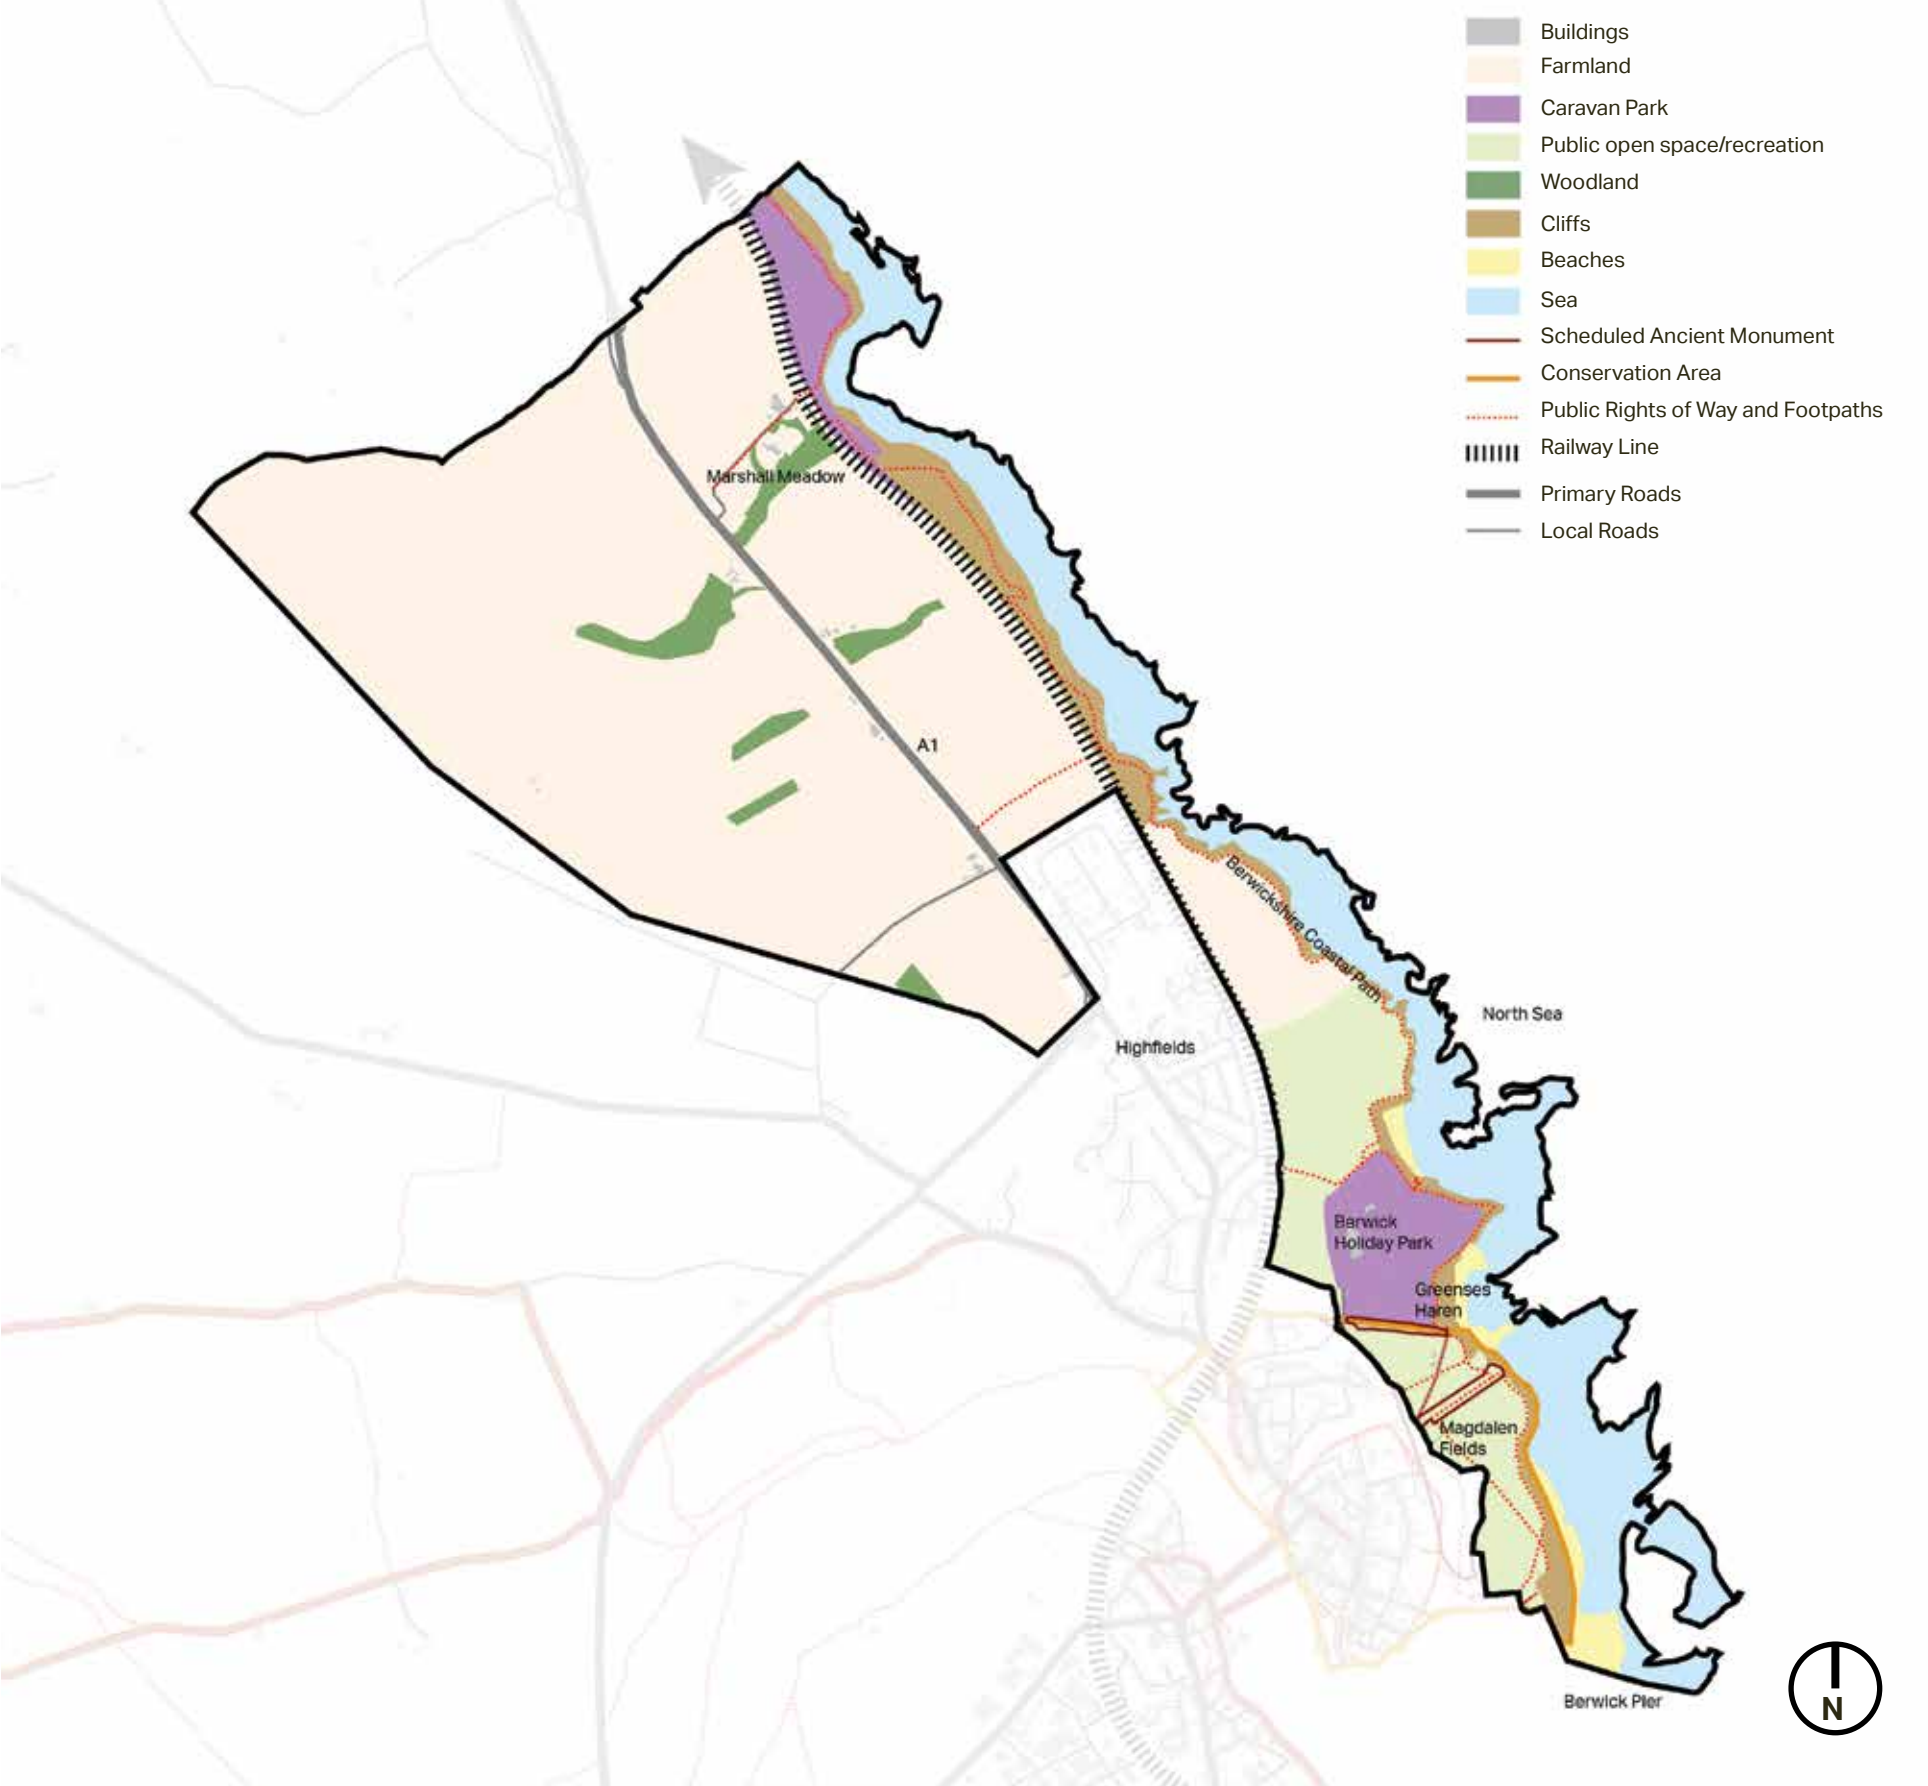 Buildings
Farmland
Caravan Park
Public open space/recreation
Woodland
Cliffs
Beaches
Sea
Scheduled Ancient Monument
Conservation Area
Public Rights of Way and Footpaths
Railway Line
Primary Roads
Local Roads
Marshall Meadow
A1
Berwickshire Coastal Path
North Sea
Highfields
Berwick
Holiday Park
Greenses
Haren
Magdalen
Fields
Berwick Pier
N